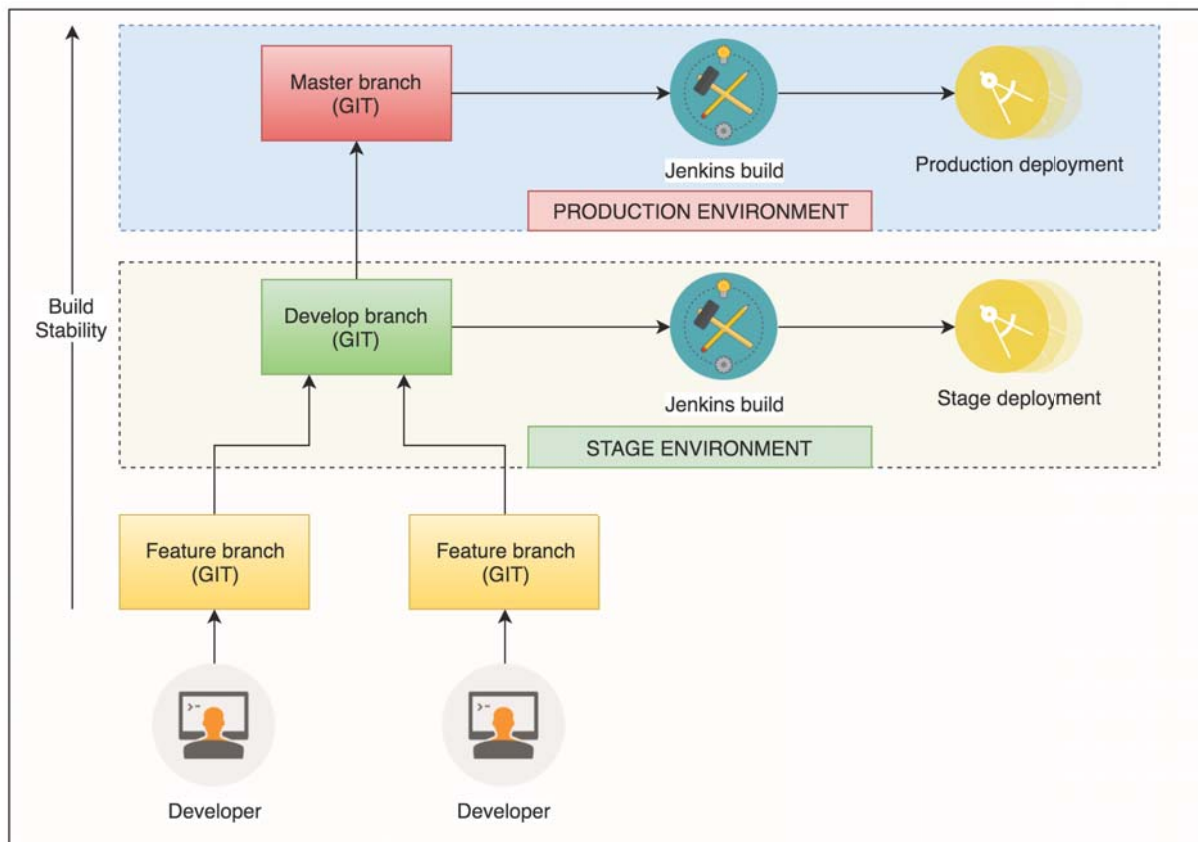 Master branch
(GIT)
Jenkins build
Production deployment
PRODUCTION ENVIRONMENT
Build
Stability
Develop branch
(GIT)
Jenkins build
Stage deployment
STAGE ENVIRONMENT
Feature branch
(GIT)
Feature branch
(GIT)
Developer
Developer